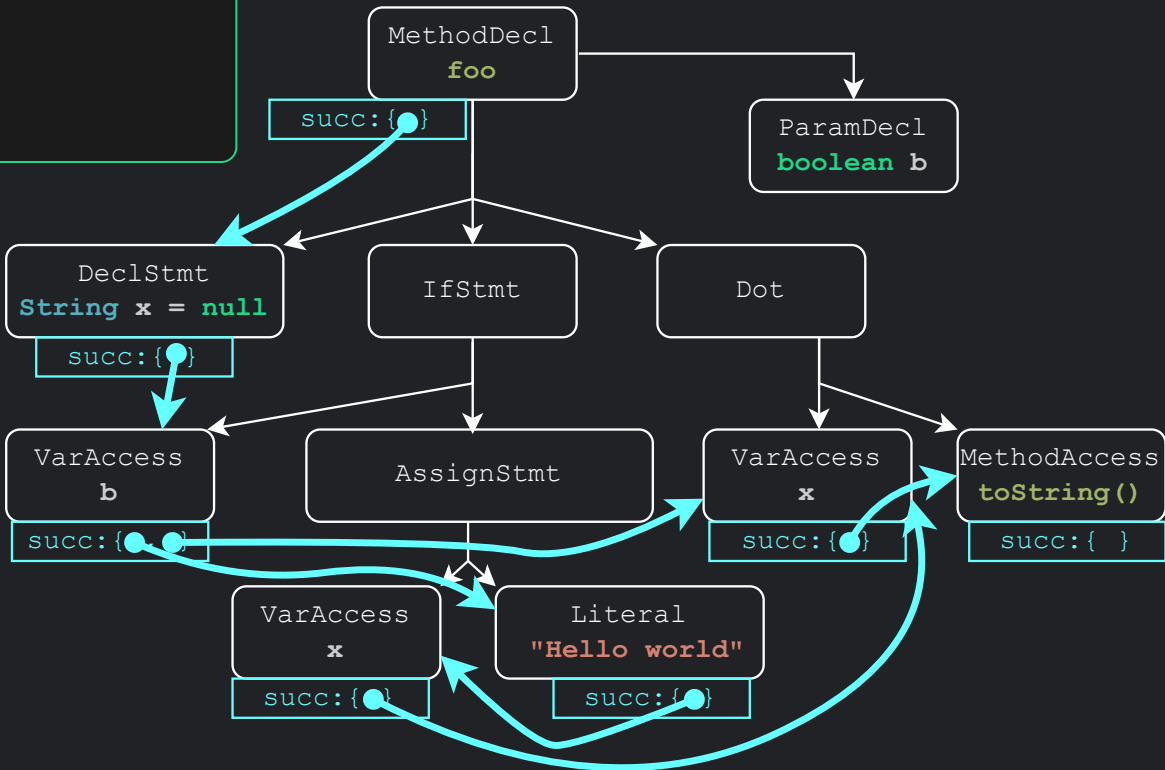 MethodDecl
foo
succ:{ }
ParamDecl
boolean b
DeclStmt
String x = null
succ:{ }
IfStmt
Dot
VarAccess
b
succ:{ , }
AssignStmt
VarAccess
x
succ:{ }
MethodAccess
toString()
succ:{ }
VarAccess
x
succ:{ }
Literal
"Hello world"
succ:{ }